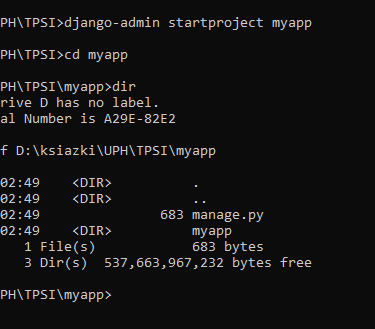 PH\TPSI>django-admin startproject myapp
PH\TPSI>cd myapp
PH\TPSI\myapp>dir
rive D has no label.
al Number is A29E-82E2
f D:\ksiazki\UPH\TPSI\myapp
02:49    <DIR>          .
02:49    <DIR>          ..
02:49               683 manage.py
02:49    <DIR>          myapp
1 File(s)            683 bytes
3 Dir(s)  537,663,967,232 bytes free
PH\TPSI\myapp>